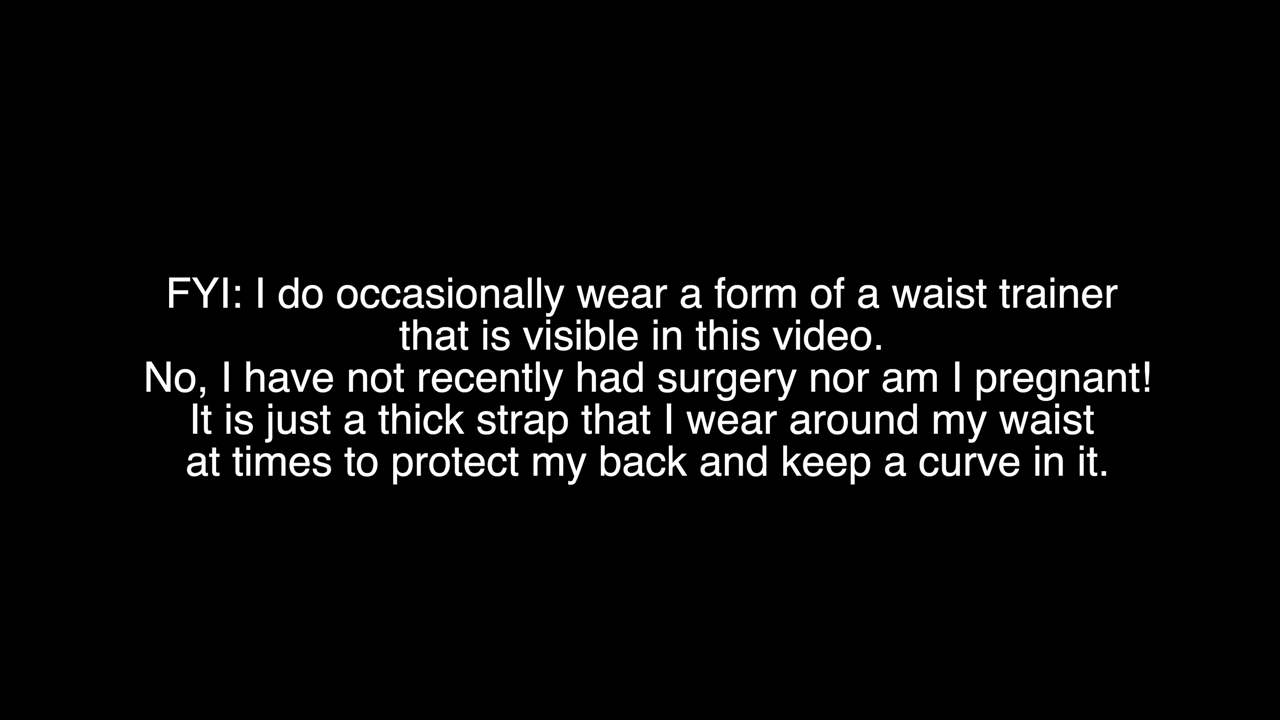 FYI: I do occasionally wear a form of a waist trainer
that is visible in this video.
No, I have not recently had surgery nor am I pregnant!
It is just a thick strap that I wear around my waist
at times to protect my back and keep a curve in it.